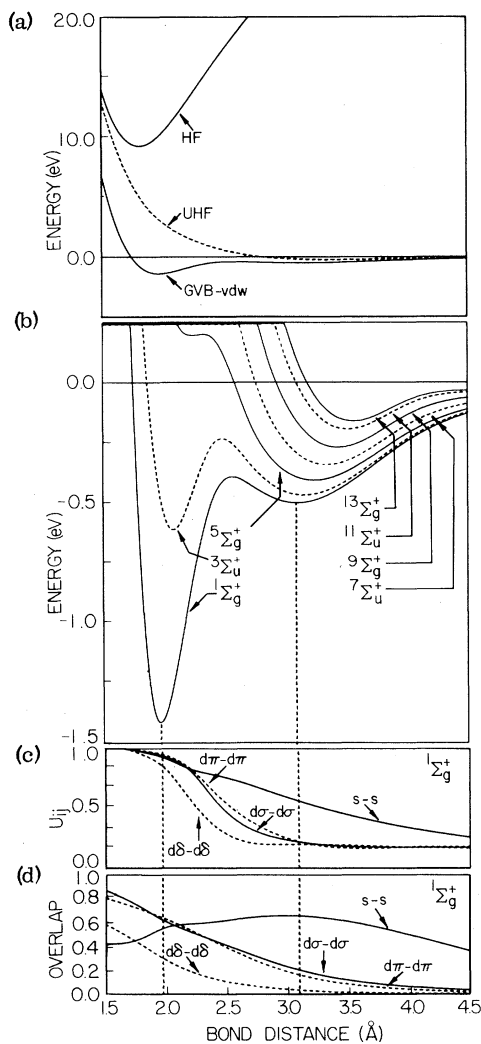 (a)
20.0
10.0
0.0
ENERGY (eV)
HF
UHF
GVB-vdw
(b)
0.0
-0.5
-1.0
-1.5
ENERGY (eV)
5Σg+
3Σu+
1Σg+
13Σg+
11Σu+
9Σg+
7Σu+
(c)
1.0
0.5
0.0
Uij
dπ-dπ
1Σg+
s-s
dσ-dσ
dδ-dδ
(d)
1.0
0.8
0.6
0.4
0.2
0.0
OVERLAP
1Σg+
s-s
dδ-dδ
dσ-dσ
dπ-dπ
1.5 2.0 2.5 3.0 3.5 4.0 4.5
BOND DISTANCE (Å)